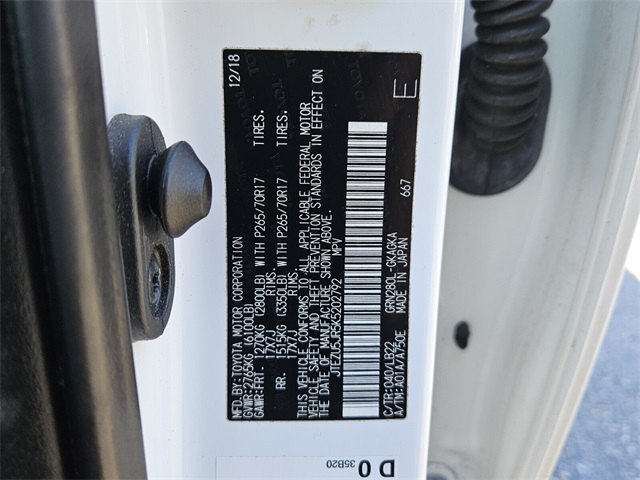 MFD.BY:TOYOTA MOTOR CORPORATION 12/18
GVWR:2765KG(6100LB)
GAWR:FRT- 1270KG(2800LB) WITH P265/70R17 TIRES.
17X7J RIMS.
RR. 1515KG(3350LB) WITH P265/70R17 TIRES.
17X7J RIMS.
THIS VEHICLE CONFORMS TO ALL APPLICABLE FEDERAL MOTOR
VEHICLE SAFETY AND THEFT PREVENTION STANDARDS IN EFFECT ON
THE DATE OF MANUFACTURE SHOWN ABOVE.
JTEZU5JR5K5202792 MPV
E
667
C/TR:040/LB22 GRN280L-GKAGKA
A/TM:A01A/A750E MADE IN JAPAN
D 0
35B20